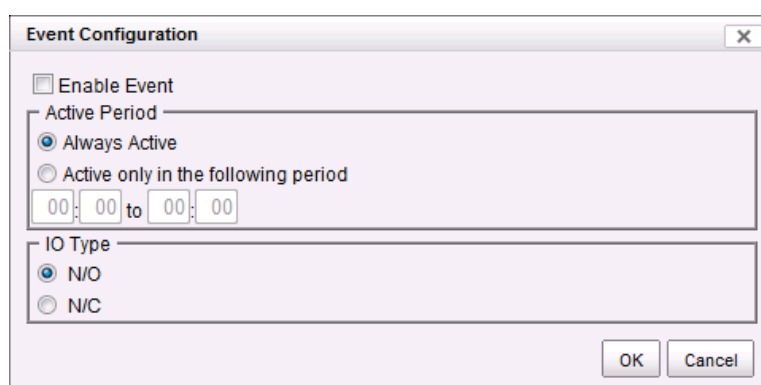 Event Configuration
Enable Event
Active Period
Always Active
Active only in the following period
00 : 00 to 00 : 00
IO Type
N/O
N/C
OK Cancel